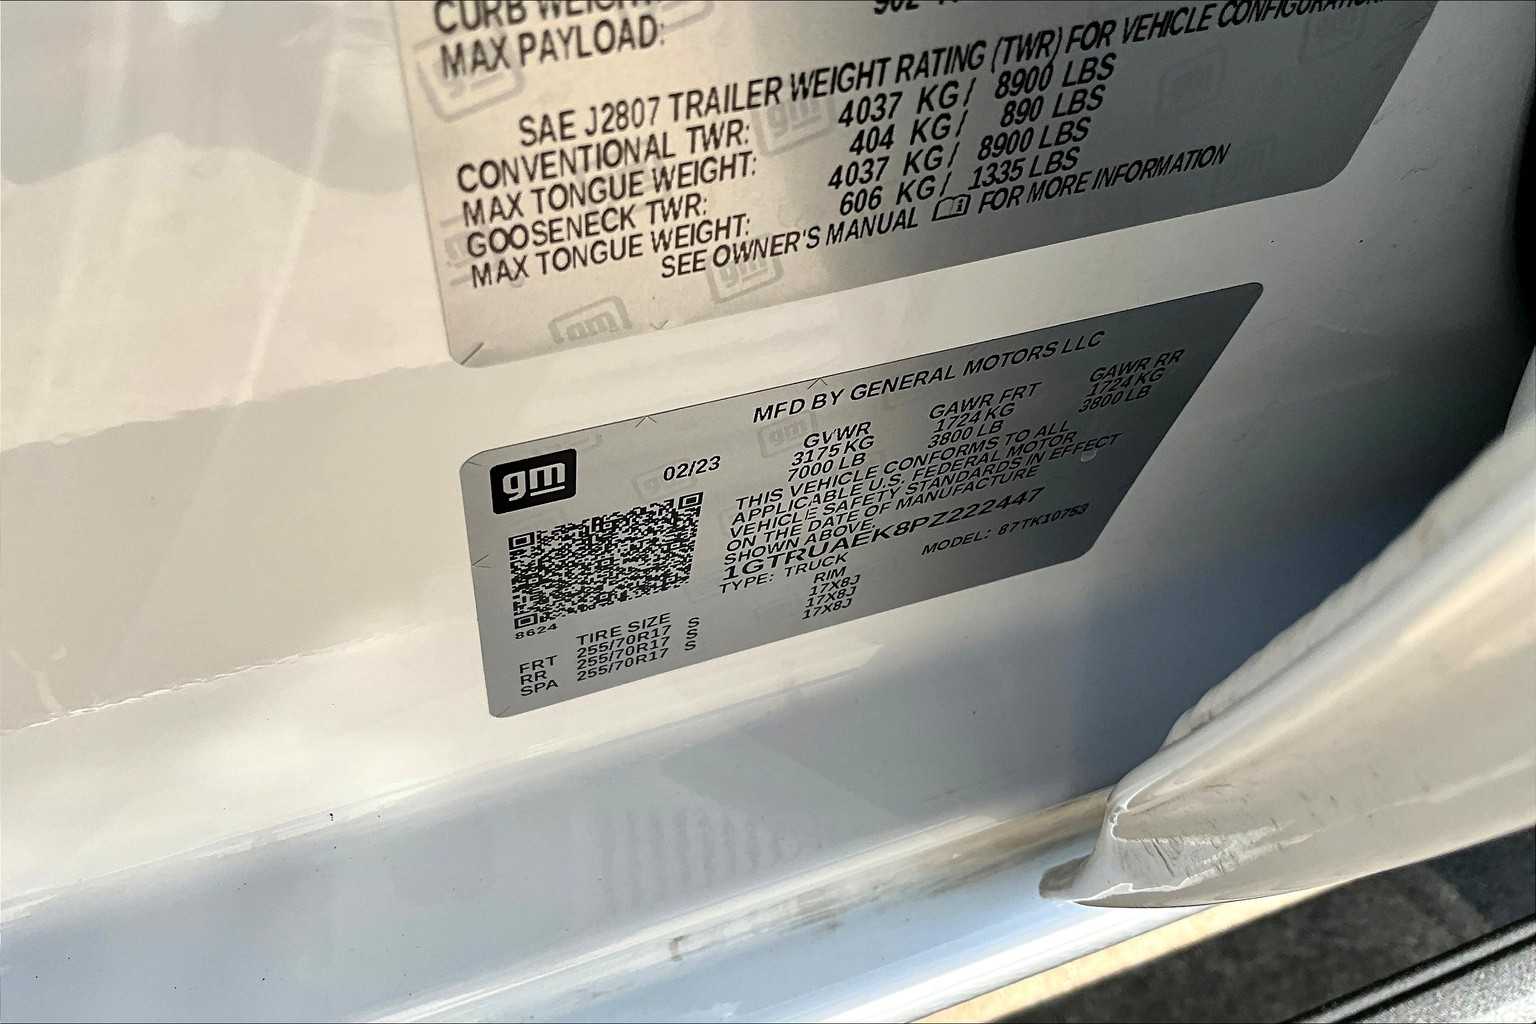 CURB WEIGHT
MAX PAYLOAD:
SAE J2807 TRAILER WEIGHT RATING (TWR) FOR VEHICLE CONFIGURATION
CONVENTIONAL TWR: 4037 KG/ 8900 LBS
MAX TONGUE WEIGHT: 404 KG/ 890 LBS
GOOSENECK TWR: 4037 KG/ 8900 LBS
MAX TONGUE WEIGHT: 606 KG/ 1335 LBS
SEE OWNER'S MANUAL FOR MORE INFORMATION
gm
MFD BY GENERAL MOTORS LLC
02/23
GVWR GAWR FRT GAWR RR
3175 KG 1724 KG 1724 KG
7000 LB 3800 LB 3800 LB
THIS VEHICLE CONFORMS TO ALL
APPLICABLE U.S. FEDERAL MOTOR
VEHICLE SAFETY STANDARDS IN EFFECT
ON THE DATE OF MANUFACTURE
SHOWN ABOVE.
1GTRUAEK8PZ222447
TYPE: TRUCK MODEL: 87TK10753
8624
TIRE SIZE RIM
FRT 255/70R17 S 17X8J
RR 255/70R17 S 17X8J
SPA 255/70R17 S 17X8J